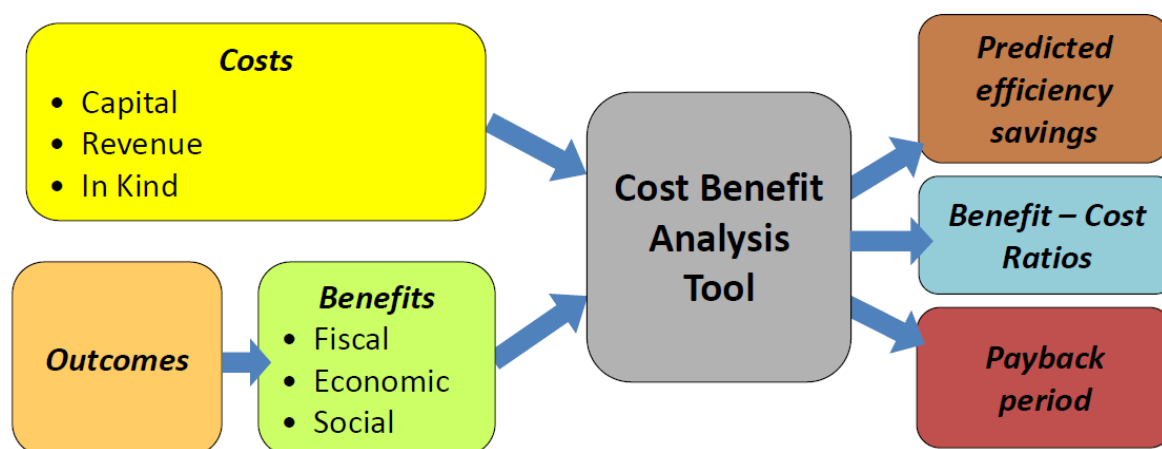 Costs
• Capital
• Revenue
• In Kind
Outcomes
Benefits
• Fiscal
• Economic
• Social
Cost Benefit
Analysis
Tool
Predicted
efficiency
savings
Benefit – Cost
Ratios
Payback
period